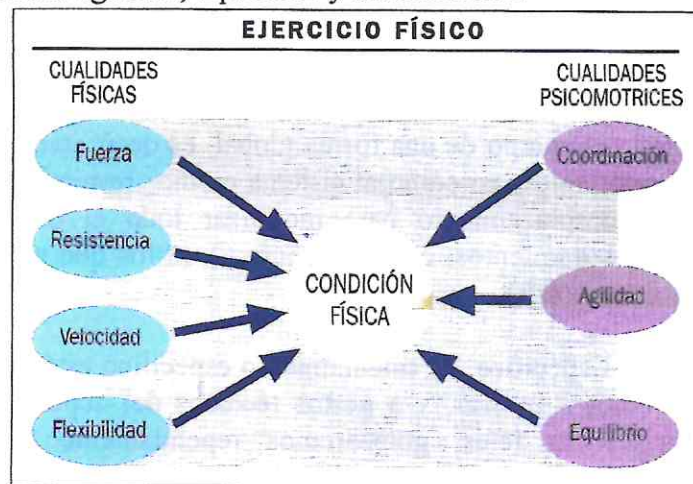 EJERCICIO FÍSICO
CUALIDADES
FÍSICAS
CUALIDADES
PSICOMOTRICES
Fuerza
Resistencia
Velocidad
Flexibilidad
CONDICIÓN
FÍSICA
Coordinación
Agilidad
Equilibrio